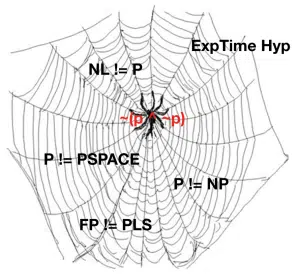 ExpTime Hyp
NL != P
~(p ~p)
P != PSPACE
P != NP
FP != PLS